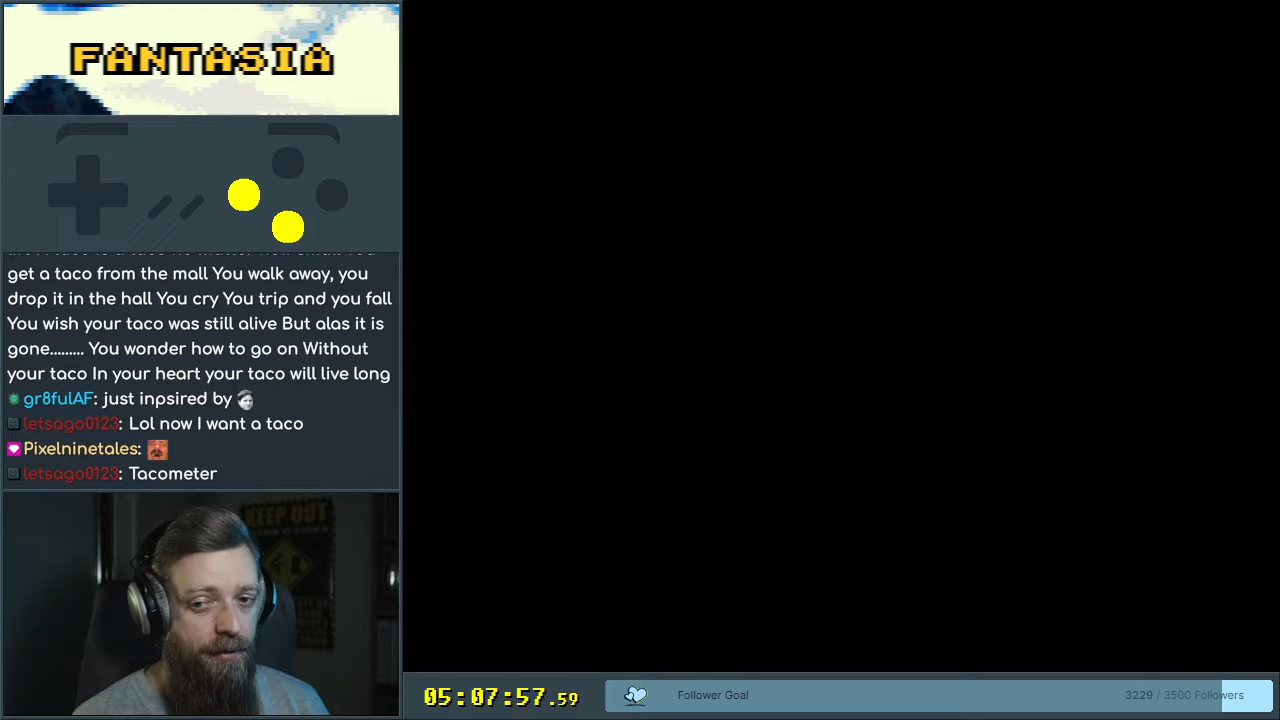 FANTASIA
get a taco from the mall You walk away, you
drop it in the hall You cry You trip and you fall
You wish your taco was still alive But alas it is
gone......... You wonder how to go on Without
your taco In your heart your taco will live long
gr8fulAF: just inpsired by
letsago0123: Lol now I want a taco
Pixelninetales:
letsago0123: Tacometer
KEEP OUT
05:07:57.59
Follower Goal
3229 / 3500 Followers